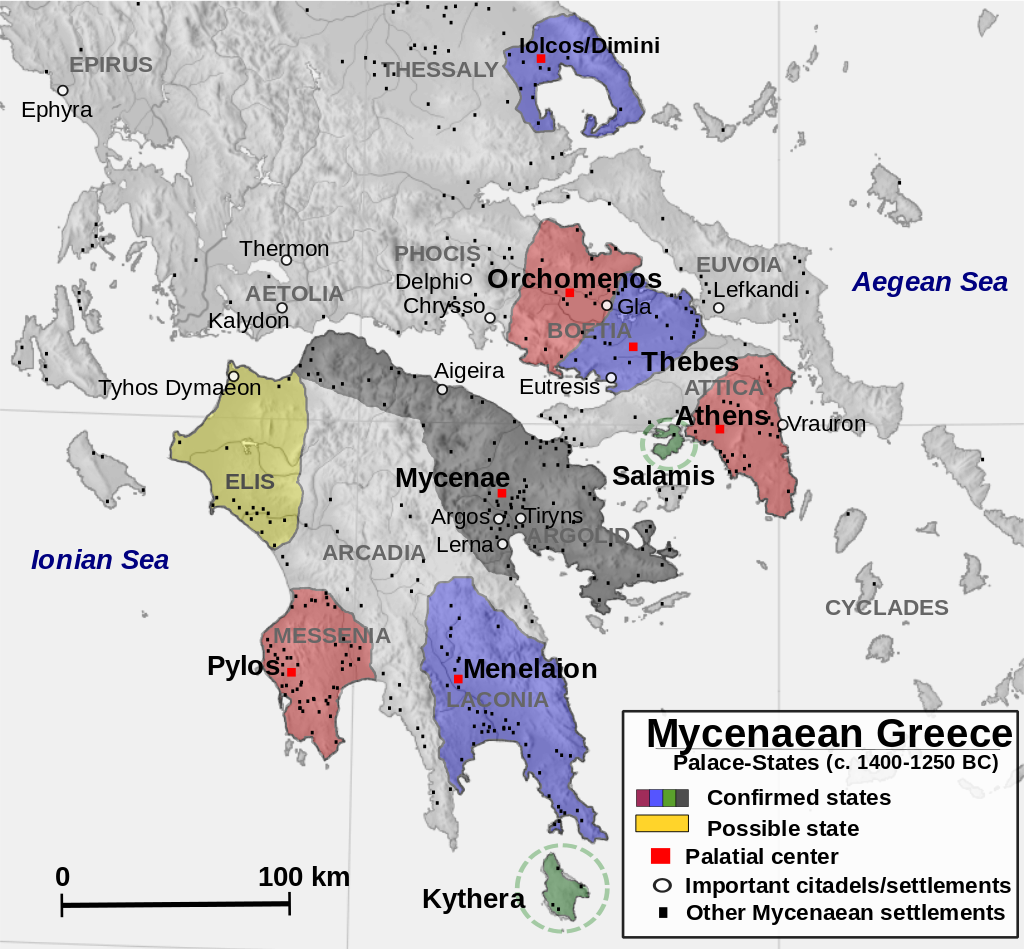 Iolcos/Dimini
EPIRUS
THESSALY
Ephyra
Thermon
PHOCIS
EUVOIA
Delphi
Orchomenos
Aegean Sea
AETOLIA
Lefkandi
Chrysso
Gla
Kalydon
BOETIA
Thebes
Aigeira
Tyhos Dymaeon
Eutresis
ATTICA
Athens
Vrauron
Mycenae
Salamis
ELIS
Argos
Tiryns
ARGOLID
Lerna
ARCADIA
Ionian Sea
CYCLADES
MESSENIA
Pylos
Menelaion
LACONIA
Mycenaean Greece
Palace-States (c. 1400-1250 BC)
Confirmed states
Possible state
Palatial center
Important citadels/settlements
Other Mycenaean settlements
0
100 km
Kythera